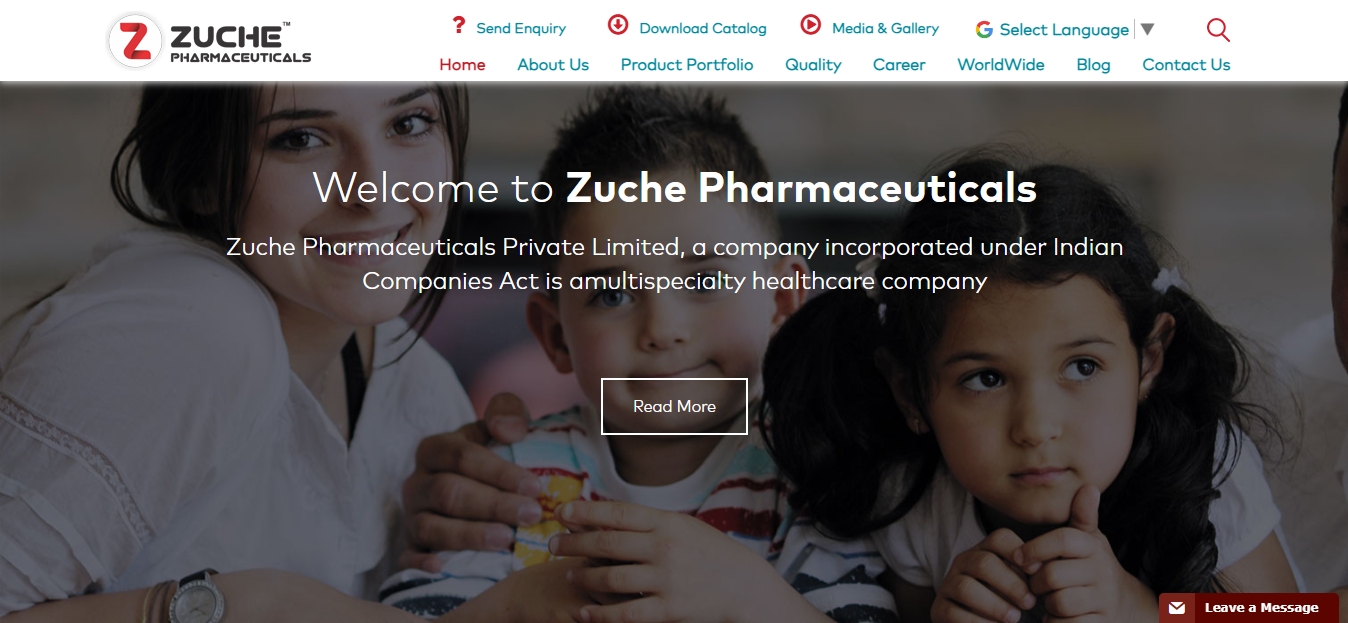 Z ZUCHE™
PHARMACEUTICALS
? Send Enquiry
Download Catalog
Media & Gallery
G Select Language ▼
Home
About Us
Product Portfolio
Quality
Career
WorldWide
Blog
Contact Us
Welcome to Zuche Pharmaceuticals
Zuche Pharmaceuticals Private Limited, a company incorporated under Indian
Companies Act is amultispecialty healthcare company
Read More
Leave a Message